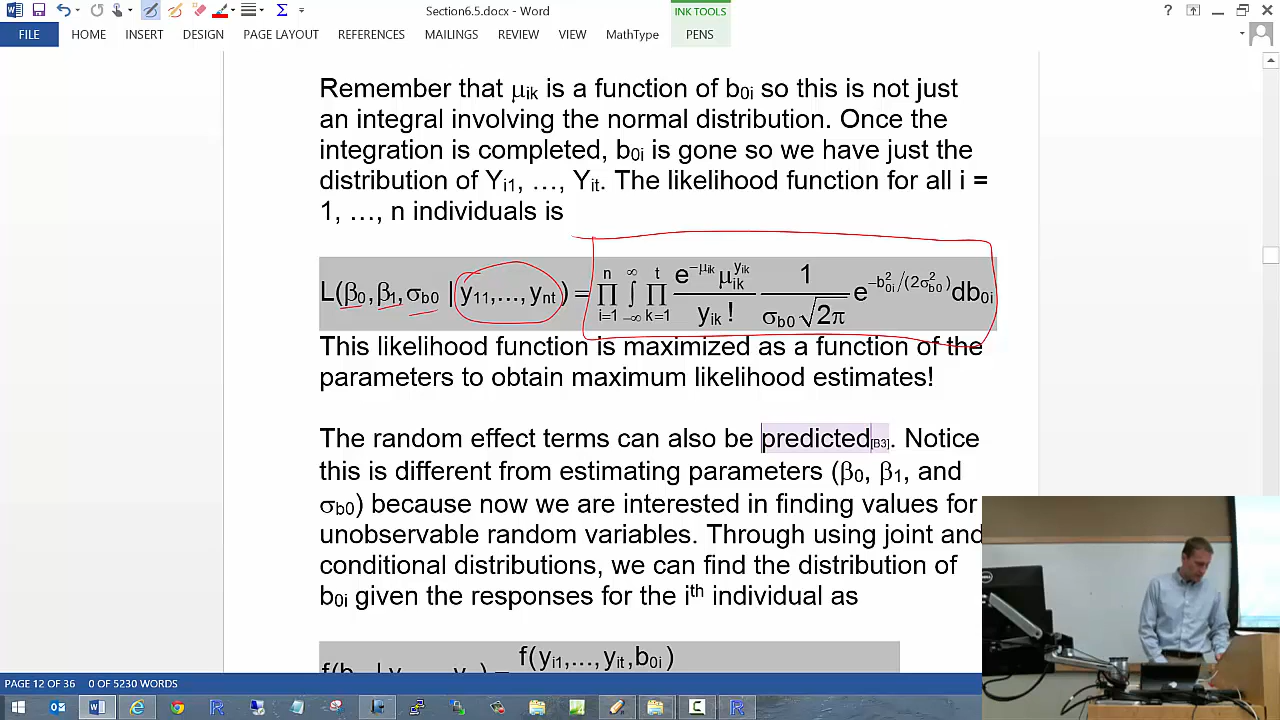 Section6.5.docx - Word
INK TOOLS
FILE HOME INSERT DESIGN PAGE LAYOUT REFERENCES MAILINGS REVIEW VIEW MathType PENS
Remember that μik is a function of b0i so this is not just
an integral involving the normal distribution. Once the
integration is completed, b0i is gone so we have just the
distribution of Yi1, …, Yit. The likelihood function for all i =
1, …, n individuals is
L(β0,β1,σb0 | y11,…,ynt) = ∏_{i=1}^{n} ∫_{−∞}^{∞} ∏_{k=1}^{t} (e^{−μik} μik^{yik} / yik!) (1 / (σb0√2π)) e^{−b0i²/(2σb0²)} db0i
This likelihood function is maximized as a function of the
parameters to obtain maximum likelihood estimates!
The random effect terms can also be predicted[B3]. Notice
this is different from estimating parameters (β0, β1, and
σb0) because now we are interested in finding values for
unobservable random variables. Through using joint and
conditional distributions, we can find the distribution of
b0i given the responses for the ith individual as
f(yi1,…,yit,b0i)
PAGE 12 OF 36 0 OF 5230 WORDS